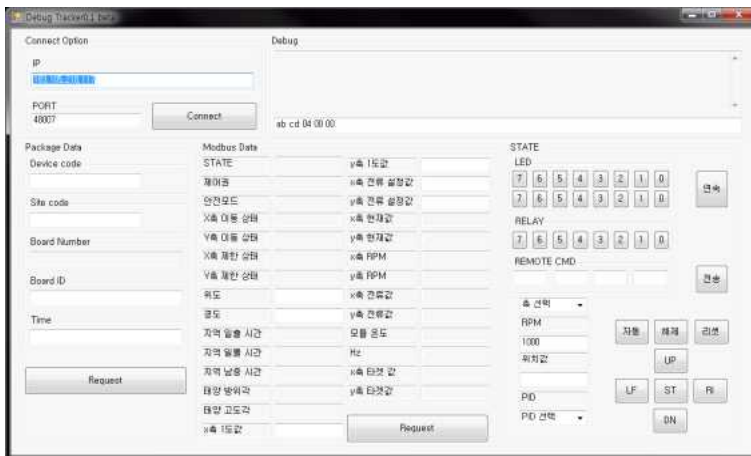 Debug Tracker0.1 beta
Connect Option
IP
PORT
48007
Connect
Debug
ab cd 04 00 00
Package Data
Device code
Site code
Board Number
Board ID
Time
Request
Modbus Data
STATE
제어권
안전모드
X축 이동 상태
Y축 이동 상태
X축 제한 상태
Y축 제한 상태
위도
경도
지역 일출 시간
지역 일몰 시간
지역 남중 시간
태양 방위각
태양 고도각
x축 1도값
y축 1도값
x축 전류 설정값
y축 전류 설정값
x축 현재값
y축 현재값
x축 RPM
y축 RPM
x축 전류값
y축 전류값
모듈 온도
Hz
x축 타겟 값
y축 타겟값
Request
STATE
LED
7 6 5 4 3 2 1 0
7 6 5 4 3 2 1 0
연속
RELAY
7 6 5 4 3 2 1 0
REMOTE CMD
전송
축 선택
RPM
1000
위치값
PID
PID 선택
자동 해제 리셋
UP
LF ST RI
DN